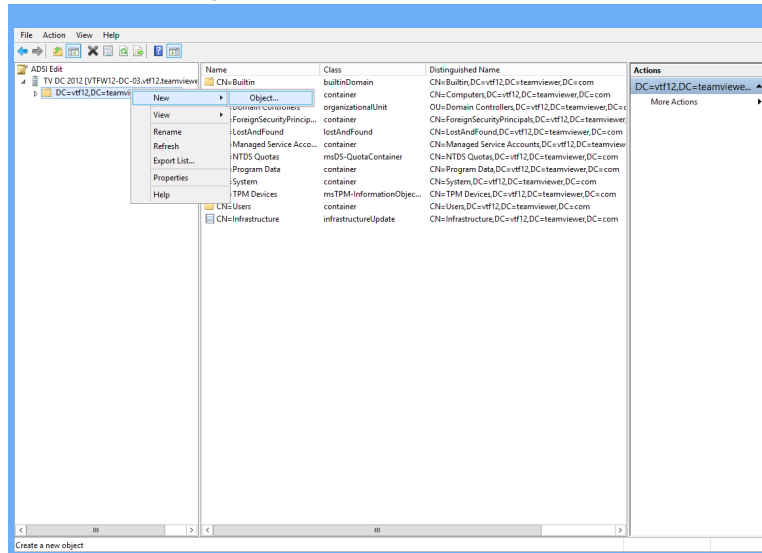 File Action View Help
ADSI Edit
TV DC 2012 [VTFW12-DC-03.vtf12.teamviewe
DC=vtf12,DC=teamvi
New
Object...
View
Rename
Refresh
Export List...
Properties
Help
Name Class Distinguished Name
CN=Builtin builtinDomain CN=Builtin,DC=vtf12,DC=teamviewer,DC=com
container CN=Computers,DC=vtf12,DC=teamviewer,DC=com
=Domain Controllers organizationalUnit OU=Domain Controllers,DC=vtf12,DC=teamviewer,DC=c
=ForeignSecurityPrincip... container CN=ForeignSecurityPrincipals,DC=vtf12,DC=teamviewer,
=LostAndFound lostAndFound CN=LostAndFound,DC=vtf12,DC=teamviewer,DC=com
=Managed Service Acco... container CN=Managed Service Accounts,DC=vtf12,DC=teamview
=NTDS Quotas msDS-QuotaContainer CN=NTDS Quotas,DC=vtf12,DC=teamviewer,DC=com
=Program Data container CN=Program Data,DC=vtf12,DC=teamviewer,DC=com
=System container CN=System,DC=vtf12,DC=teamviewer,DC=com
=TPM Devices msTPM-InformationObjec... CN=TPM Devices,DC=vtf12,DC=teamviewer,DC=com
CN=Users container CN=Users,DC=vtf12,DC=teamviewer,DC=com
CN=Infrastructure infrastructureUpdate CN=Infrastructure,DC=vtf12,DC=teamviewer,DC=com
Actions
DC=vtf12,DC=teamviewe...
More Actions
Create a new object